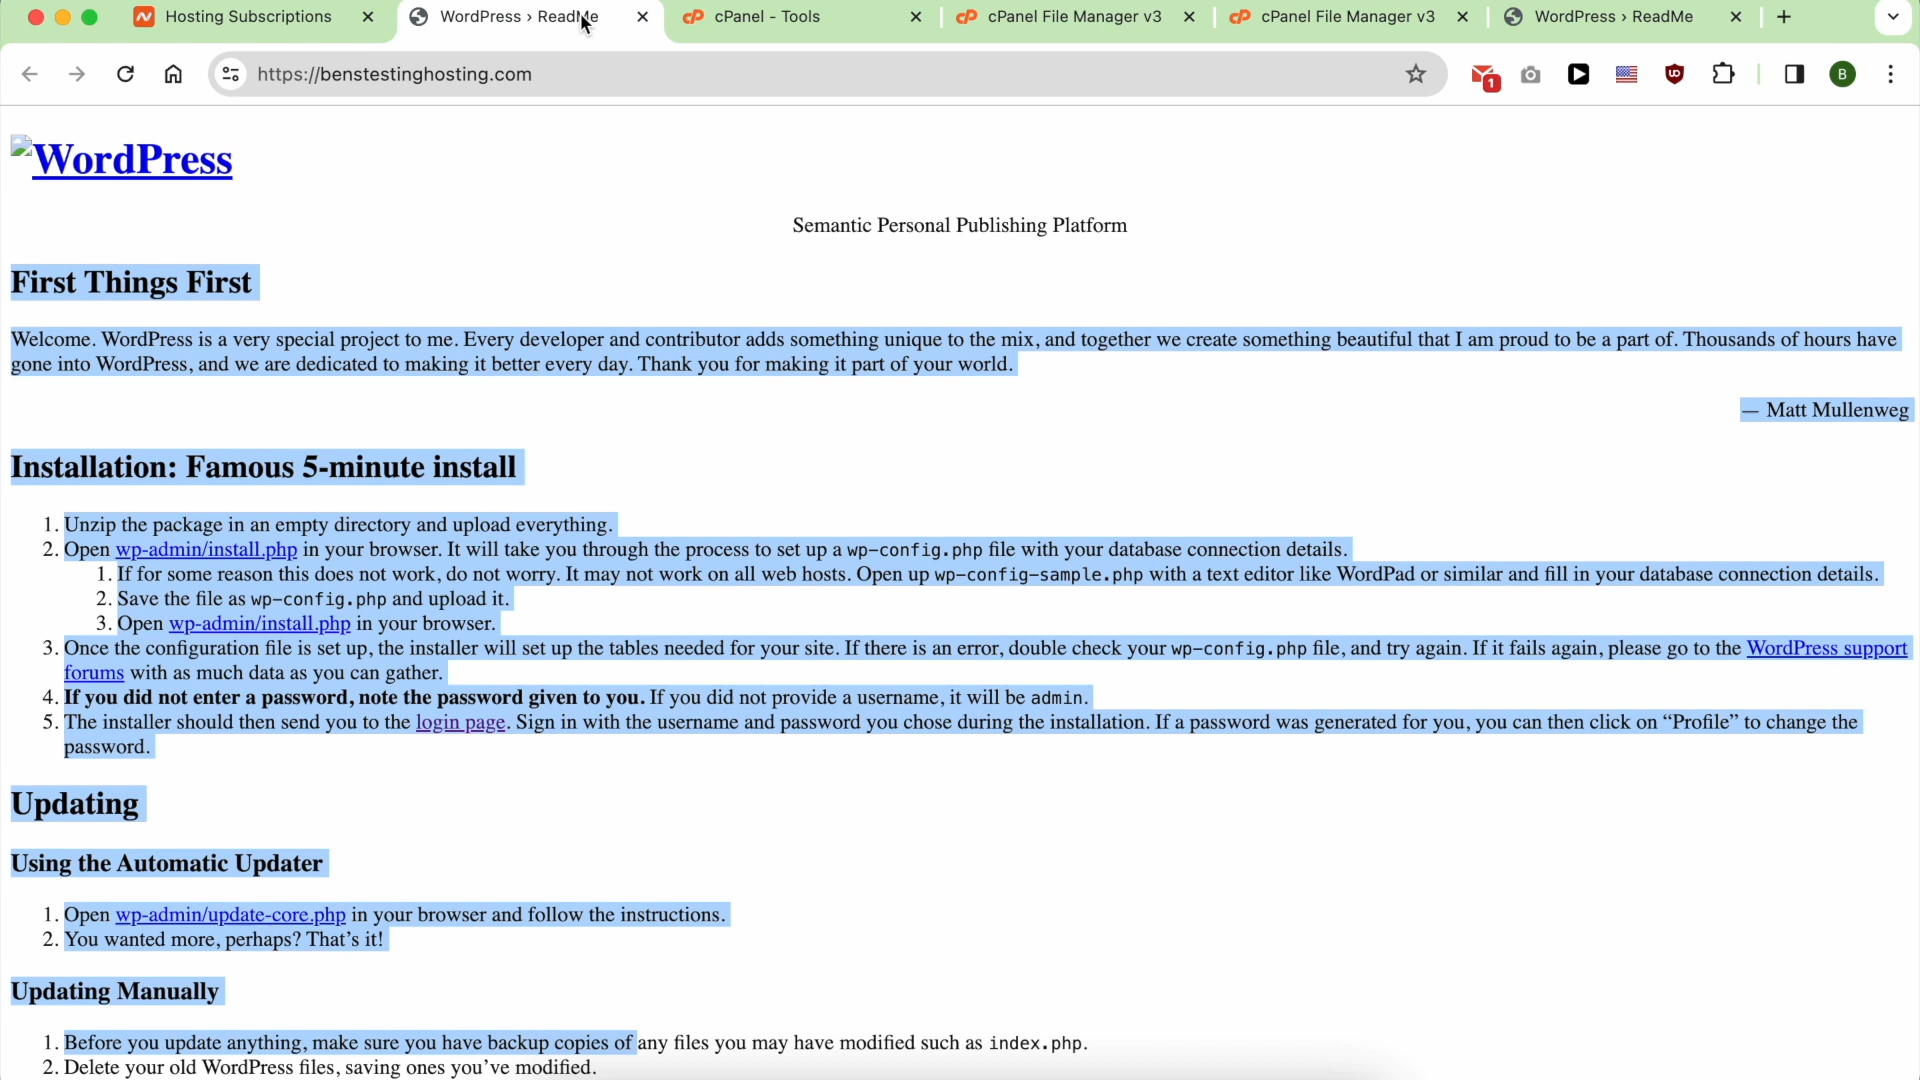 Hosting Subscriptions
WordPress › ReadMe
cPanel - Tools
cPanel File Manager v3
cPanel File Manager v3
WordPress › ReadMe
https://benstestinghosting.com
1
B
WordPress
Semantic Personal Publishing Platform
First Things First
Welcome. WordPress is a very special project to me. Every developer and contributor adds something unique to the mix, and together we create something beautiful that I am proud to be a part of. Thousands of hours have
gone into WordPress, and we are dedicated to making it better every day. Thank you for making it part of your world.
— Matt Mullenweg
Installation: Famous 5-minute install
1. Unzip the package in an empty directory and upload everything.
2. Open wp-admin/install.php in your browser. It will take you through the process to set up a wp-config.php file with your database connection details.
1. If for some reason this does not work, do not worry. It may not work on all web hosts. Open up wp-config-sample.php with a text editor like WordPad or similar and fill in your database connection details.
2. Save the file as wp-config.php and upload it.
3. Open wp-admin/install.php in your browser.
3. Once the configuration file is set up, the installer will set up the tables needed for your site. If there is an error, double check your wp-config.php file, and try again. If it fails again, please go to the WordPress support
forums with as much data as you can gather.
4. If you did not enter a password, note the password given to you. If you did not provide a username, it will be admin.
5. The installer should then send you to the login page. Sign in with the username and password you chose during the installation. If a password was generated for you, you can then click on “Profile” to change the
password.
Updating
Using the Automatic Updater
1. Open wp-admin/update-core.php in your browser and follow the instructions.
2. You wanted more, perhaps? That’s it!
Updating Manually
1. Before you update anything, make sure you have backup copies of any files you may have modified such as index.php.
2. Delete your old WordPress files, saving ones you’ve modified.